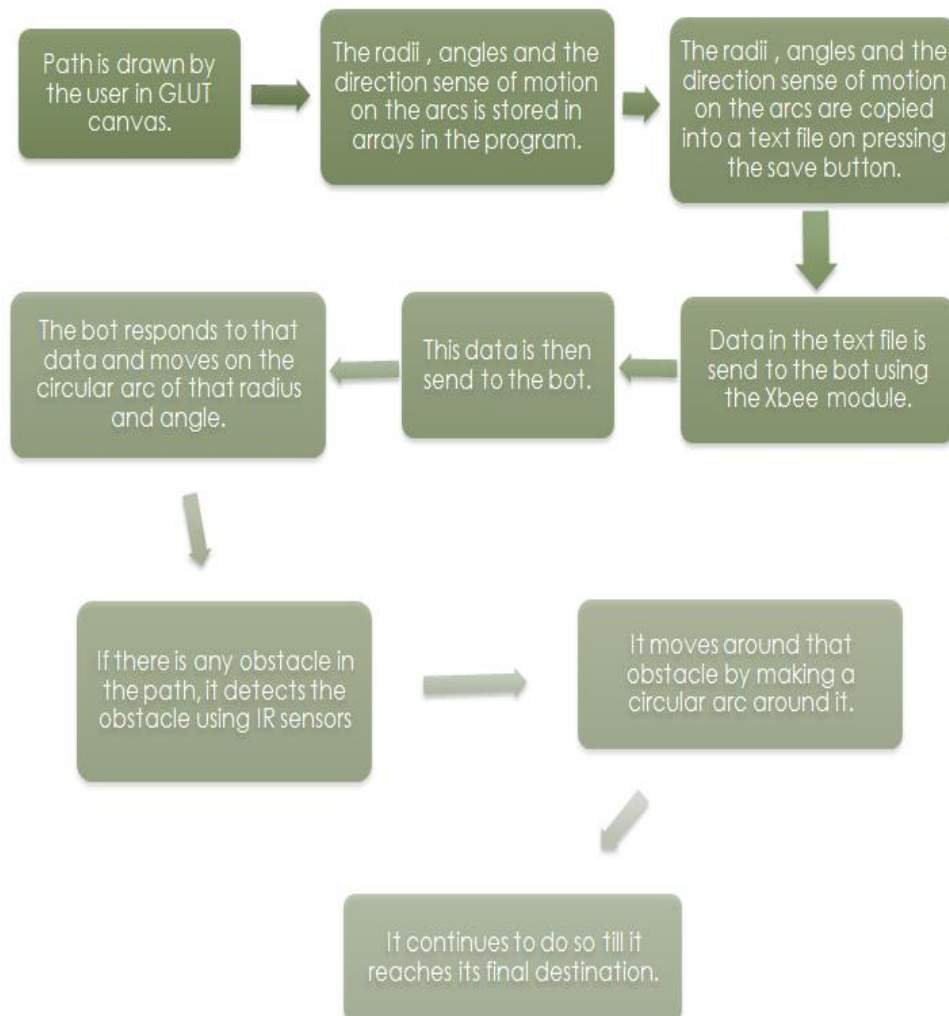 Path is drawn by
the user in GLUT
canvas.
The radii , angles and the
direction sense of motion
on the arcs is stored in
arrays in the program.
The radii , angles and the
direction sense of motion
on the arcs are copied
into a text file on pressing
the save button.
Data in the text file is
send to the bot using
the Xbee module.
This data is then
send to the bot.
The bot responds to that
data and moves on the
circular arc of that radius
and angle.
If there is any obstacle in
the path, it detects the
obstacle using IR sensors
It moves around that
obstacle by making a
circular arc around it.
It continues to do so till it
reaches its final destination.